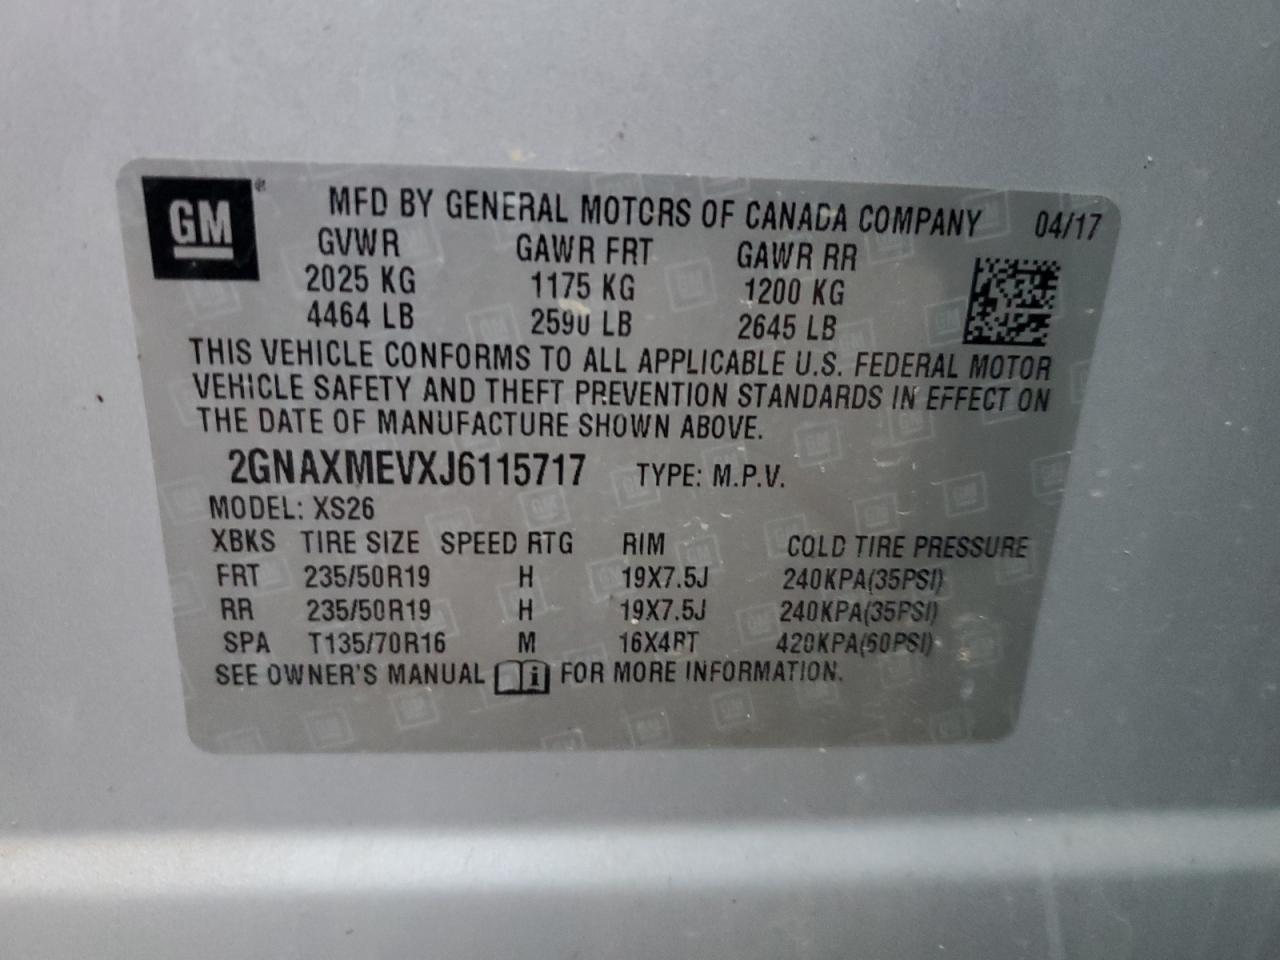 GM ®
MFD BY GENERAL MOTORS OF CANADA COMPANY 04/17
GVWR GAWR FRT GAWR RR
2025 KG 1175 KG 1200 KG
4464 LB 2590 LB 2645 LB
THIS VEHICLE CONFORMS TO ALL APPLICABLE U.S. FEDERAL MOTOR
VEHICLE SAFETY AND THEFT PREVENTION STANDARDS IN EFFECT ON
THE DATE OF MANUFACTURE SHOWN ABOVE.
2GNAXMEVXJ6115717 TYPE: M.P.V.
MODEL: XS26
XBKS TIRE SIZE SPEED RTG RIM COLD TIRE PRESSURE
FRT 235/50R19 H 19X7.5J 240KPA(35PSI)
RR 235/50R19 H 19X7.5J 240KPA(35PSI)
SPA T135/70R16 M 16X4BT 420KPA(60PSI)
SEE OWNER'S MANUAL i FOR MORE INFORMATION.